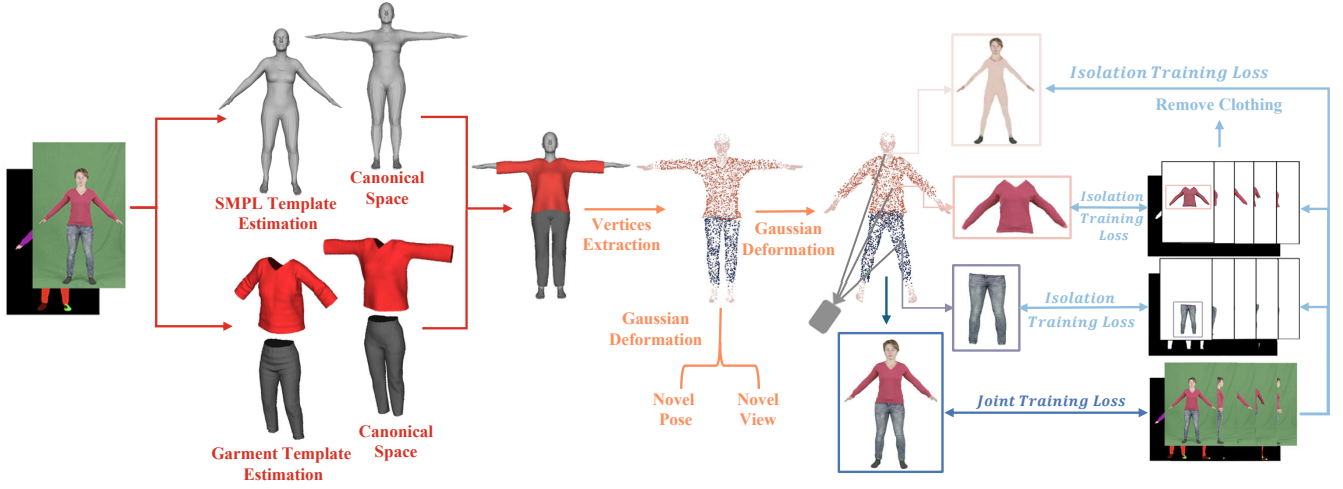 SMPL Template
Estimation
Canonical
Space
Garment Template
Estimation
Canonical
Space
Vertices
Extraction
Gaussian
Deformation
Gaussian
Deformation
Novel
Pose
Novel
View
Isolation Training Loss
Remove Clothing
Isolation
Training
Loss
Isolation
Training Loss
Joint Training Loss